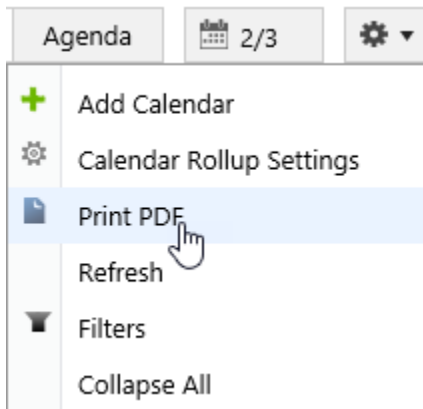 Agenda 2/3
Add Calendar
Calendar Rollup Settings
Print PDF
Refresh
Filters
Collapse All